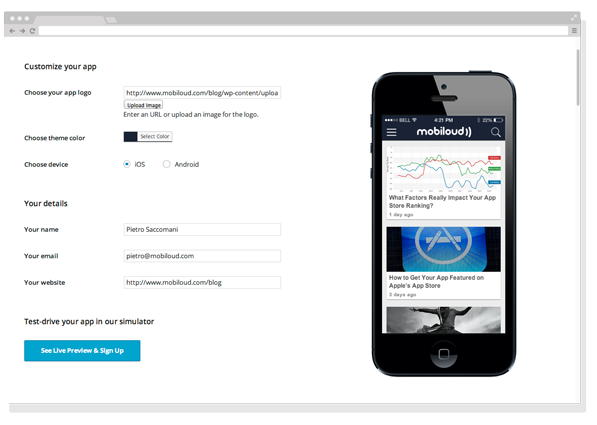 Customize your app
Choose your app logo
http://www.mobiloud.com/blog/wp-content/uploa
Upload Image
Enter an URL or upload an image for the logo.
Choose theme color
Select Color
Choose device
iOS
Android
Your details
Your name
Pietro Saccomani
Your email
pietro@mobiloud.com
Your website
http://www.mobiloud.com/blog
Test-drive your app in our simulator
See Live Preview & Sign Up
BELL
4:21 PM
22%
mobiloud
What Factors Really Impact Your App
Store Ranking?
1 day ago
How to Get Your App Featured on
Apple's App Store
3 days ago